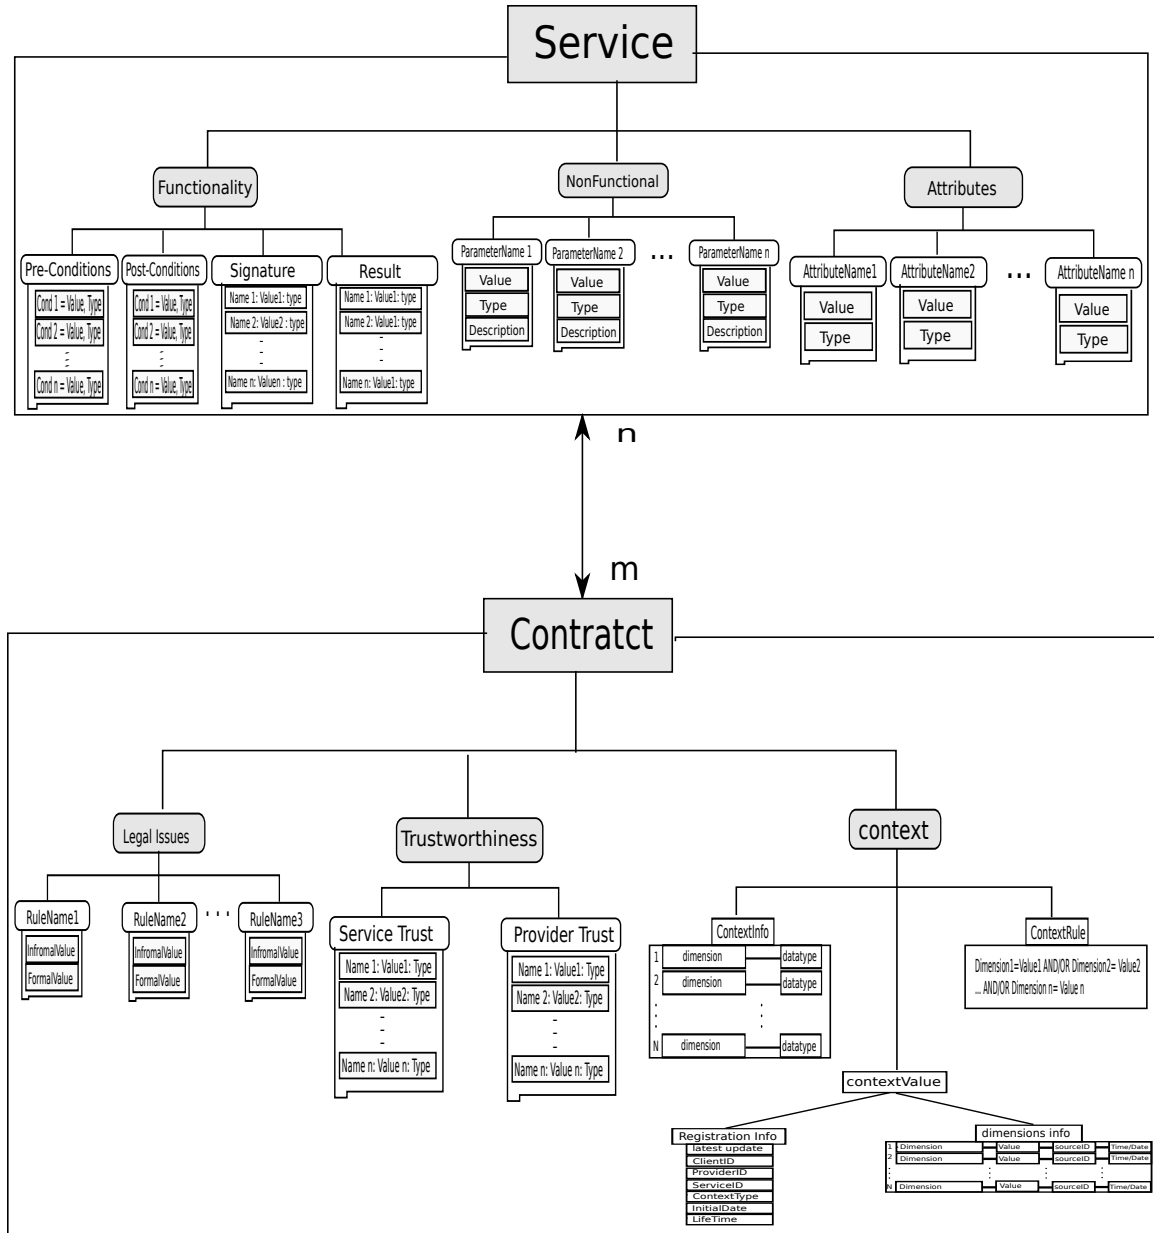 Service
Functionality
NonFunctional
Attributes
Pre-Conditions
Cond 1 = Value, Type
Cond 2 = Value, Type
Cond n = Value, Type
Post-Conditions
Cond 1 = Value, Type
Cond 2 = Value, Type
Cond n = Value, Type
Signature
Name 1: Value1: type
Name 2: Value2 : type
Name n: Valuen : type
Result
Name 1: Value1: type
Name 2: Value1: type
Name n: Value1: type
ParameterName 1
Value
Type
Description
ParameterName 2
Value
Type
Description
...
ParameterName n
Value
Type
Description
AttributeName1
Value
Type
AttributeName2
Value
Type
...
AttributeName n
Value
Type
n
m
Contratct
Legal Issues
Trustworthiness
context
RuleName1
InfromalValue
FormalValue
RuleName2
InfromalValue
FormalValue
...
RuleName3
InfromalValue
FormalValue
Service Trust
Name 1: Value1: Type
Name 2: Value2: Type
Name n: Value n: Type
Provider Trust
Name 1: Value1: Type
Name 2: Value2: Type
Name n: Value n: Type
ContextInfo
1 dimension datatype
2 dimension datatype
N dimension datatype
ContextRule
Dimension1=Value1 AND/OR Dimension2= Value2
... AND/OR Dimension n= Value n
contextValue
Registration Info
latest update
ClientID
ProviderID
ServiceID
ContextType
InitialDate
LifeTime
dimensions info
1 Dimension Value sourceID Time/Date
2 Dimension Value sourceID Time/Date
N Dimension Value sourceID Time/Date